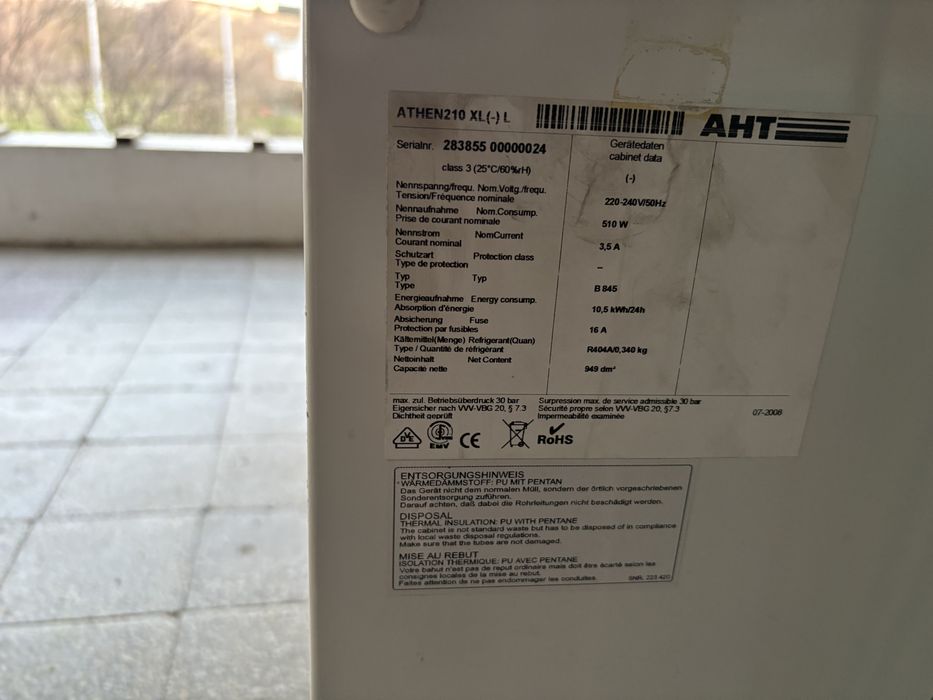 ATHEN210 XL(-) L
AHT
Serialnr. 283855 00000024
Gerätedaten
cabinet data
class 3 (25°C/60%rH)
(-)
Nennspanng/frequ. Nom.Voltg./frequ.
Tension/Fréquence nominale
220-240V/50Hz
Nennaufnahme Nom.Consump.
Prise de courant nominale
510 W
Nennstrom NomCurrent
Courant nominal
3,5 A
Schutzart Protection class
Type de protection
–
Typ Typ
Type
B 845
Energieaufnahme Energy consump.
Absorption d'énergie
10,5 kWh/24h
Absicherung Fuse
Protection par fusibles
16 A
Kältemittel(Menge) Refrigerant(Quan)
Type / Quantité de réfrigérant
R404A/0,340 kg
Nettoinhalt Net Content
Capacité nette
949 dm³
max. zul. Betriebsüberdruck 30 bar
Eigensicher nach VVV-VBG 20, § 7.3
Dichtheit geprüft
Surpression max. de service admissible 30 bar
Sécurité propre selon VVV-VBG 20, §7.3
Impermeabilité examinée
07-2008
VDE
EMV
CE
RoHS
ENTSORGUNGSHINWEIS
WÄRMEDÄMMSTOFF: PU MIT PENTAN
Das Gerät nicht dem normalen Müll, sondern der örtlich vorgeschriebenen
Sonderentsorgung zuführen.
Darauf achten, daß dabei die Rohrleitungen nicht beschädigt werden.
DISPOSAL
THERMAL INSULATION: PU WITH PENTANE
The cabinet is not standard waste but has to be disposed of in compliance
with local waste disposal regulations.
Make sure that the tubes are not damaged.
MISE AU REBUT
ISOLATION THERMIQUE: PU AVEC PENTANE
Votre bahut n'est pas de reput ordinaire mais doit être écarté selon les
consignes locales de la mise au rebut.
Faites attention de ne pas endommager les conduites.
SNR. 223 420